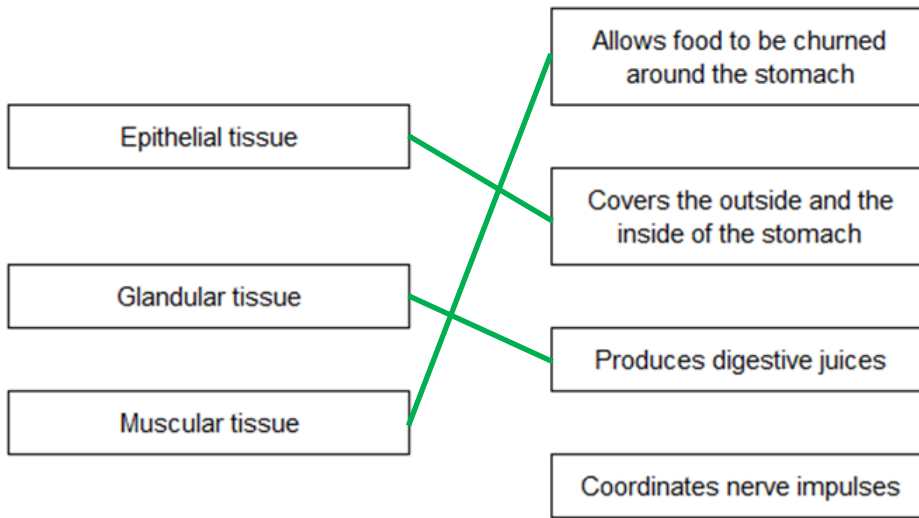 Epithelial tissue
Glandular tissue
Muscular tissue
Allows food to be churned
around the stomach
Covers the outside and the
inside of the stomach
Produces digestive juices
Coordinates nerve impulses